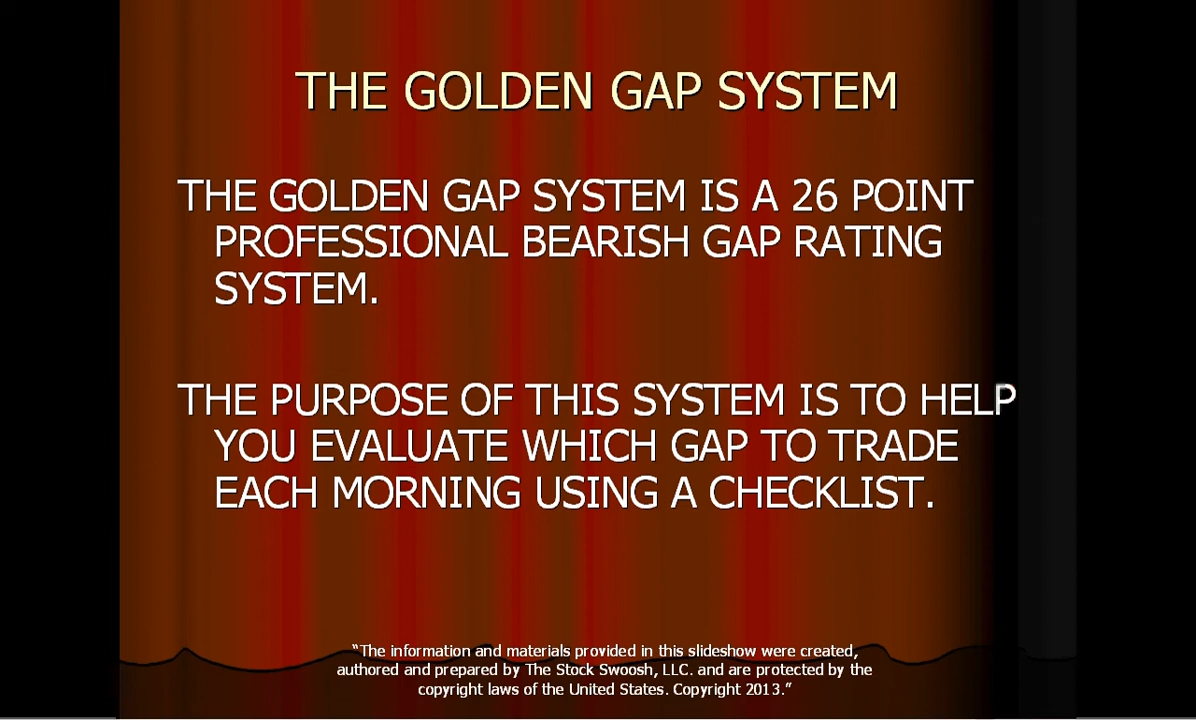 THE GOLDEN GAP SYSTEM
THE GOLDEN GAP SYSTEM IS A 26 POINT
PROFESSIONAL BEARISH GAP RATING
SYSTEM.
THE PURPOSE OF THIS SYSTEM IS TO HELP
YOU EVALUATE WHICH GAP TO TRADE
EACH MORNING USING A CHECKLIST.
“The information and materials provided in this slideshow were created,
authored and prepared by The Stock Swoosh, LLC. and are protected by the
copyright laws of the United States. Copyright 2013.”